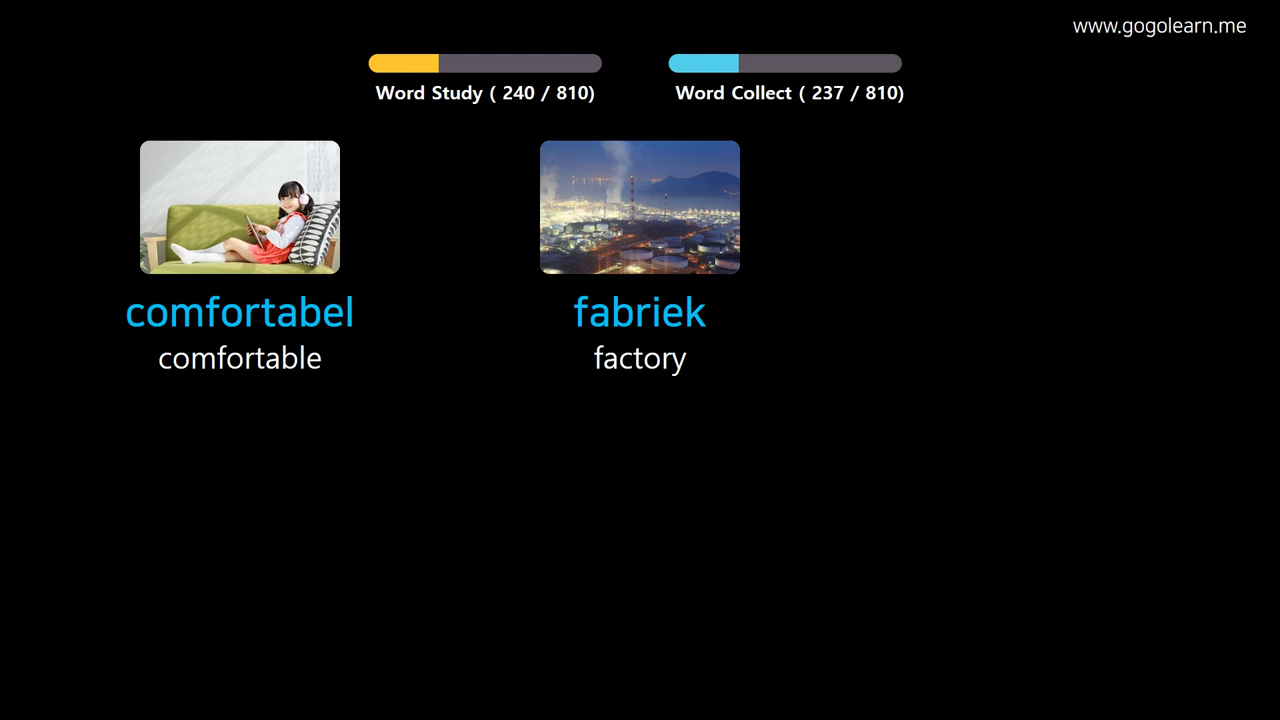 www.gogolearn.me
Word Study ( 240 / 810)
Word Collect ( 237 / 810)
comfortabel
comfortable
fabriek
factory